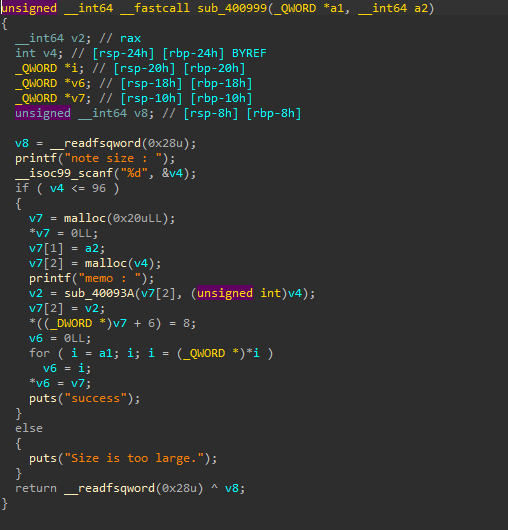 unsigned __int64 __fastcall sub_400999(_QWORD *a1, __int64 a2)
{
  __int64 v2; // rax
  int v4; // [rsp-24h] [rbp-24h] BYREF
  _QWORD *i; // [rsp-20h] [rbp-20h]
  _QWORD *v6; // [rsp-18h] [rbp-18h]
  _QWORD *v7; // [rsp-10h] [rbp-10h]
  unsigned __int64 v8; // [rsp-8h] [rbp-8h]

  v8 = __readfsqword(0x28u);
  printf("note size : ");
  __isoc99_scanf("%d", &v4);
  if ( v4 <= 96 )
  {
    v7 = malloc(0x20uLL);
    *v7 = 0LL;
    v7[1] = a2;
    v7[2] = malloc(v4);
    printf("memo : ");
    v2 = sub_40093A(v7[2], (unsigned int)v4);
    v7[2] = v2;
    *((_DWORD *)v7 + 6) = 8;
    v6 = 0LL;
    for ( i = a1; i; i = (_QWORD *)*i )
      v6 = i;
    *v6 = v7;
    puts("success");
  }
  else
  {
    puts("Size is too large.");
  }
  return __readfsqword(0x28u) ^ v8;
}